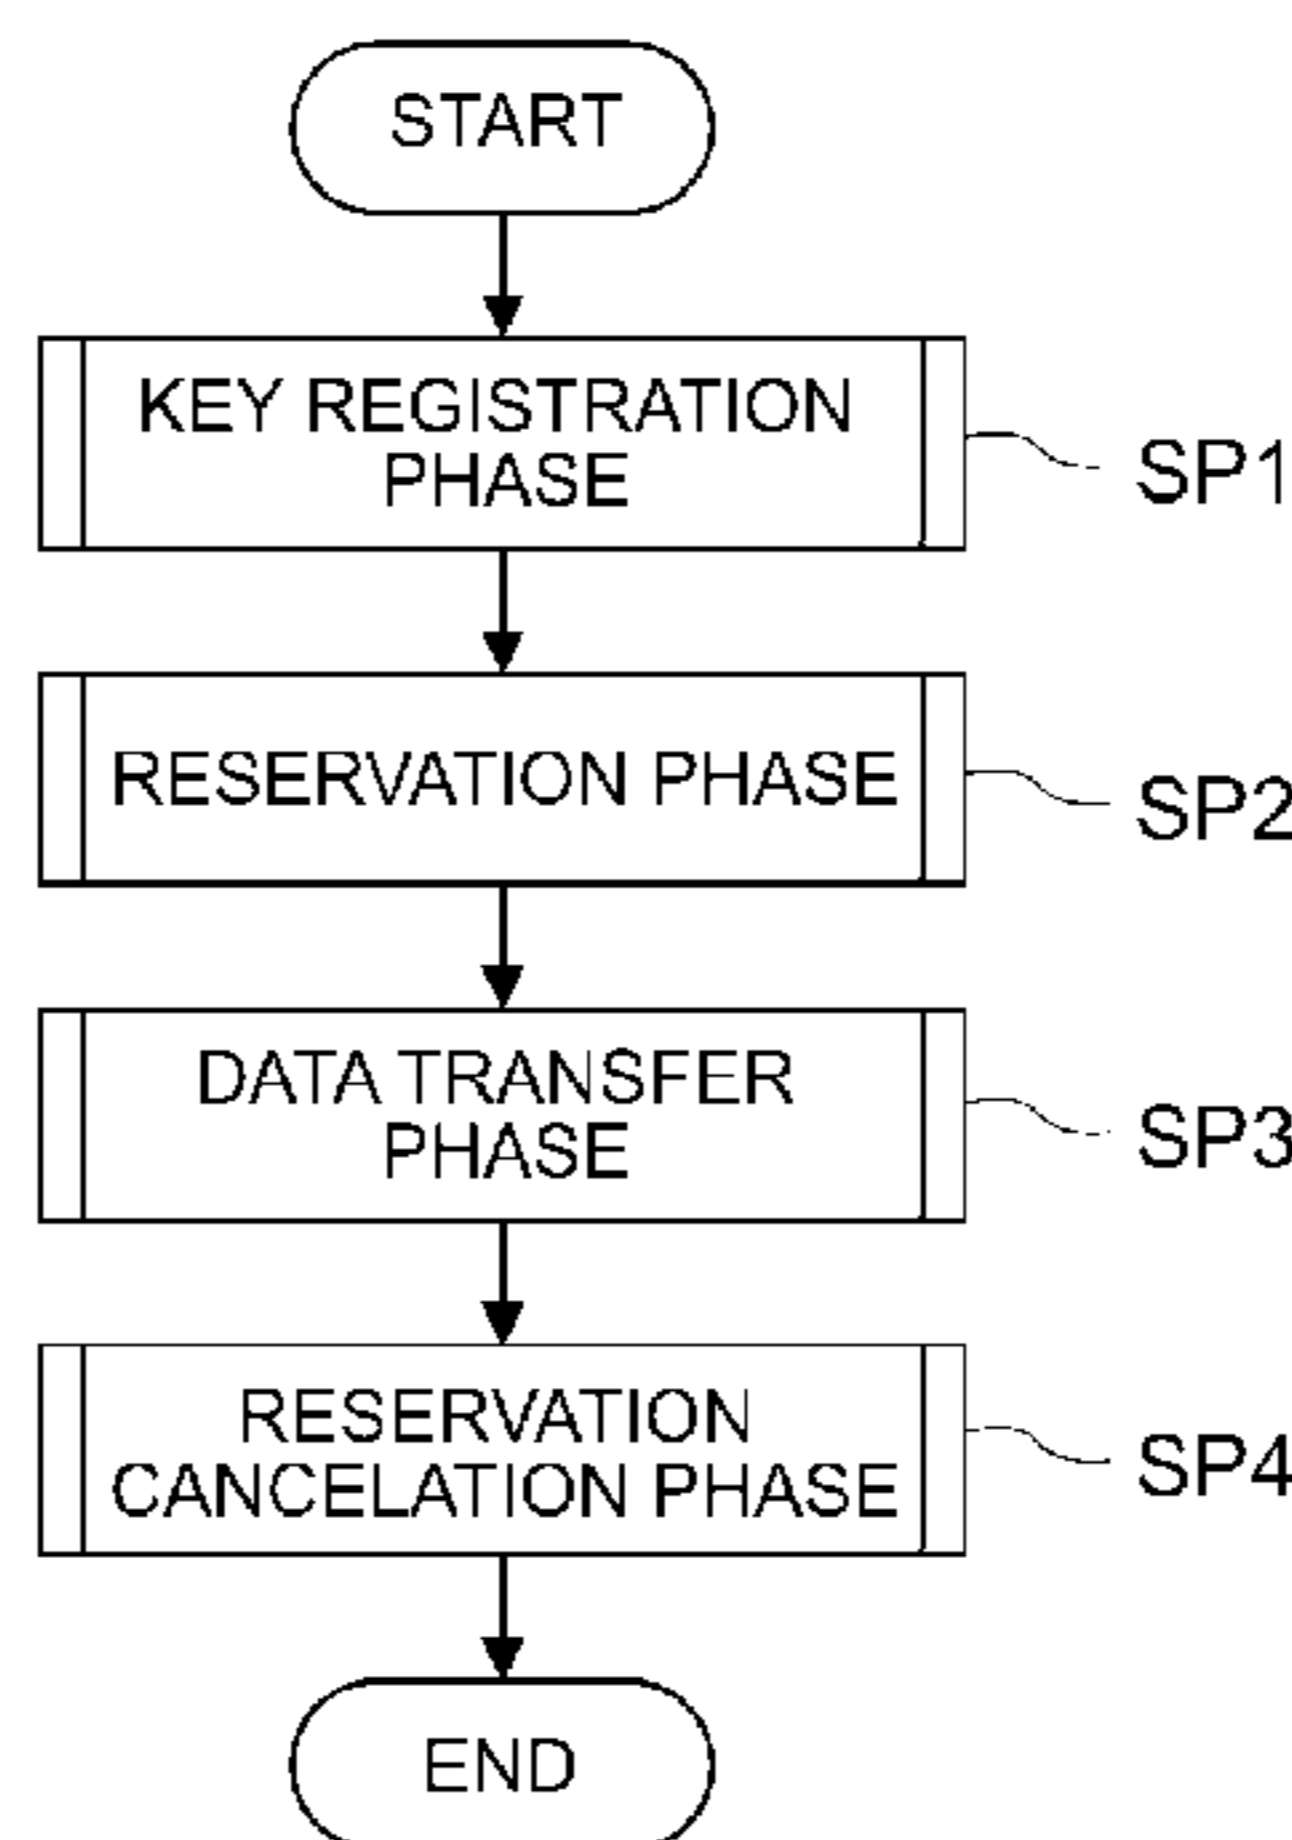 START
KEY REGISTRATION
PHASE
SP1
RESERVATION PHASE
SP2
DATA TRANSFER
PHASE
SP3
RESERVATION
CANCELATION PHASE
SP4
END